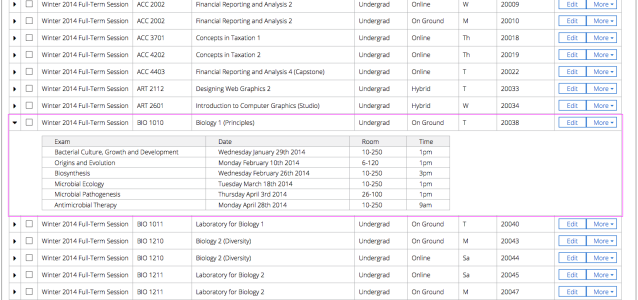 Winter 2014 Full-Term Session ACC 2002 Financial Reporting and Analysis 2 Undergrad Online W 20009 Edit More
Winter 2014 Full-Term Session ACC 2002 Financial Reporting and Analysis 2 Undergrad On Ground M 20010 Edit More
Winter 2014 Full-Term Session ACC 3701 Concepts in Taxation 1 Undergrad Online Th 20018 Edit More
Winter 2014 Full-Term Session ACC 4202 Concepts in Taxation 2 Undergrad Online Th 20019 Edit More
Winter 2014 Full-Term Session ACC 4403 Financial Reporting and Analysis 4 (Capstone) Undergrad Online T 20022 Edit More
Winter 2014 Full-Term Session ART 2112 Designing Web Graphics 2 Undergrad Hybrid T 20033 Edit More
Winter 2014 Full-Term Session ART 2601 Introduction to Computer Graphics (Studio) Undergrad Hybrid W 20034 Edit More
Winter 2014 Full-Term Session BIO 1010 Biology 1 (Principles) Undergrad On Ground T 20038 Edit More
Exam Date Room Time
Bacterial Culture, Growth and Development Wednesday January 29th 2014 10-250 1pm
Origins and Evolution Monday February 10th 2014 6-120 1pm
Biosynthesis Wednesday February 26th 2014 10-250 3pm
Microbial Ecology Tuesday March 18th 2014 10-250 1pm
Microbial Pathogenesis Thursday April 3rd 2014 26-100 1pm
Antimicrobial Therapy Monday April 28th 2014 10-250 9am
Winter 2014 Full-Term Session BIO 1011 Laboratory for Biology 1 Undergrad On Ground T 20040 Edit More
Winter 2014 Full-Term Session BIO 1210 Biology 2 (Diversity) Undergrad On Ground M 20043 Edit More
Winter 2014 Full-Term Session BIO 1210 Biology 2 (Diversity) Undergrad Online Sa 20044 Edit More
Winter 2014 Full-Term Session BIO 1211 Laboratory for Biology 2 Undergrad Online Sa 20045 Edit More
Winter 2014 Full-Term Session BIO 1211 Laboratory for Biology 2 Undergrad On Ground M 20047 Edit More